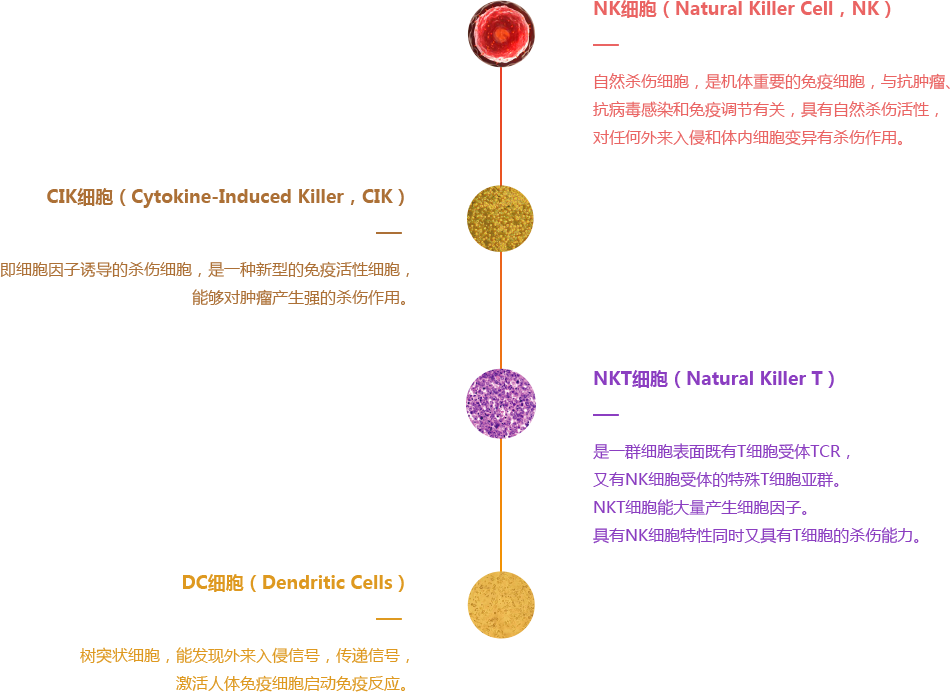 NK细胞（Natural Killer Cell，NK）
自然杀伤细胞，是机体重要的免疫细胞，与抗肿瘤、
抗病毒感染和免疫调节有关，具有自然杀伤活性，
对任何外来入侵和体内细胞变异有杀伤作用。
CIK细胞（Cytokine-Induced Killer，CIK）
即细胞因子诱导的杀伤细胞，是一种新型的免疫活性细胞，
能够对肿瘤产生强的杀伤作用。
NKT细胞（Natural Killer T）
是一群细胞表面既有T细胞受体TCR，
又有NK细胞受体的特殊T细胞亚群。
NKT细胞能大量产生细胞因子。
具有NK细胞特性同时又具有T细胞的杀伤能力。
DC细胞（Dendritic Cells）
树突状细胞，能发现外来入侵信号，传递信号，
激活人体免疫细胞启动免疫反应。